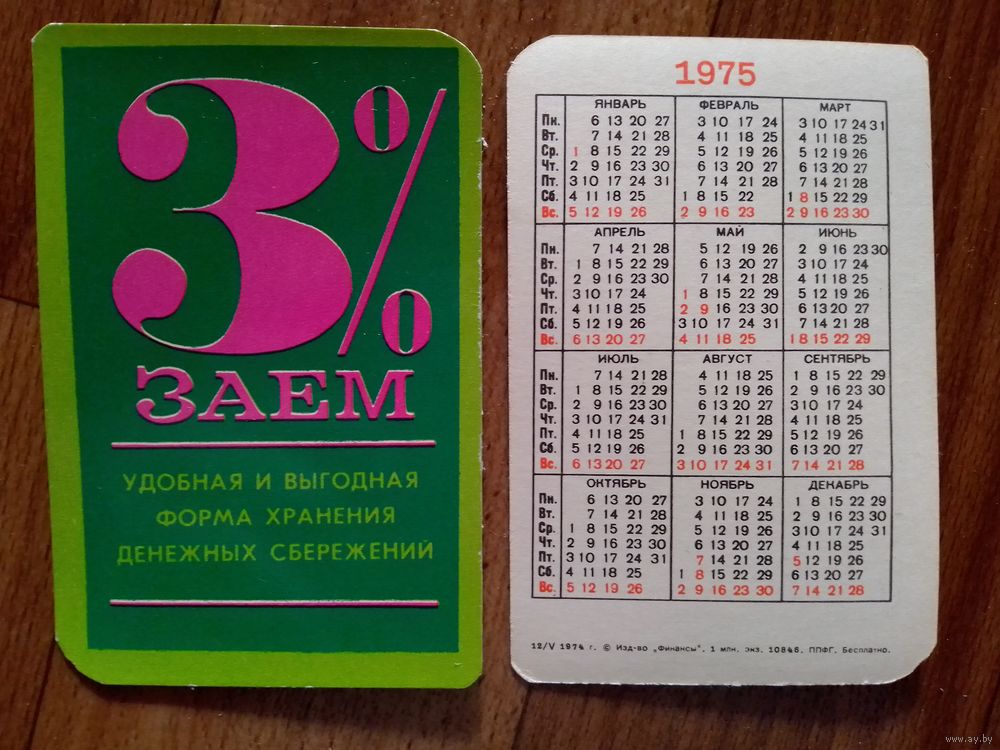 3%
ЗАЕМ
УДОБНАЯ И ВЫГОДНАЯ
ФОРМА ХРАНЕНИЯ
ДЕНЕЖНЫХ СБЕРЕЖЕНИЙ
1975
ЯНВАРЬ ФЕВРАЛЬ МАРТ
Пн. 6 13 20 27 3 10 17 24 3 10 17 24 31
Вт. 7 14 21 28 4 11 18 25 4 11 18 25
Ср. 1 8 15 22 29 5 12 19 26 5 12 19 26
Чт. 2 9 16 23 30 6 13 20 27 6 13 20 27
Пт. 3 10 17 24 31 7 14 21 28 7 14 21 28
Сб. 4 11 18 25 1 8 15 22 1 8 15 22 29
Вс. 5 12 19 26 2 9 16 23 2 9 16 23 30
АПРЕЛЬ МАЙ ИЮНЬ
Пн. 7 14 21 28 5 12 19 26 2 9 16 23 30
Вт. 1 8 15 22 29 6 13 20 27 3 10 17 24
Ср. 2 9 16 23 30 7 14 21 28 4 11 18 25
Чт. 3 10 17 24 1 8 15 22 29 5 12 19 26
Пт. 4 11 18 25 2 9 16 23 30 6 13 20 27
Сб. 5 12 19 26 3 10 17 24 31 7 14 21 28
Вс. 6 13 20 27 4 11 18 25 1 8 15 22 29
ИЮЛЬ АВГУСТ СЕНТЯБРЬ
Пн. 7 14 21 28 4 11 18 25 1 8 15 22 29
Вт. 1 8 15 22 29 5 12 19 26 2 9 16 23 30
Ср. 2 9 16 23 30 6 13 20 27 3 10 17 24
Чт. 3 10 17 24 31 7 14 21 28 4 11 18 25
Пт. 4 11 18 25 1 8 15 22 29 5 12 19 26
Сб. 5 12 19 26 2 9 16 23 30 6 13 20 27
Вс. 6 13 20 27 3 10 17 24 31 7 14 21 28
ОКТЯБРЬ НОЯБРЬ ДЕКАБРЬ
Пн. 6 13 20 27 3 10 17 24 1 8 15 22 29
Вт. 7 14 21 28 4 11 18 25 2 9 16 23 30
Ср. 1 8 15 22 29 5 12 19 26 3 10 17 24 31
Чт. 2 9 16 23 30 6 13 20 27 4 11 18 25
Пт. 3 10 17 24 31 7 14 21 28 5 12 19 26
Сб. 4 11 18 25 1 8 15 22 29 6 13 20 27
Вс. 5 12 19 26 2 9 16 23 30 7 14 21 28
12/V 1974 г. © Изд-во „Финансы". 1 млн. экз. 10846. ППФГ. Бесплатно.
www.ay.by